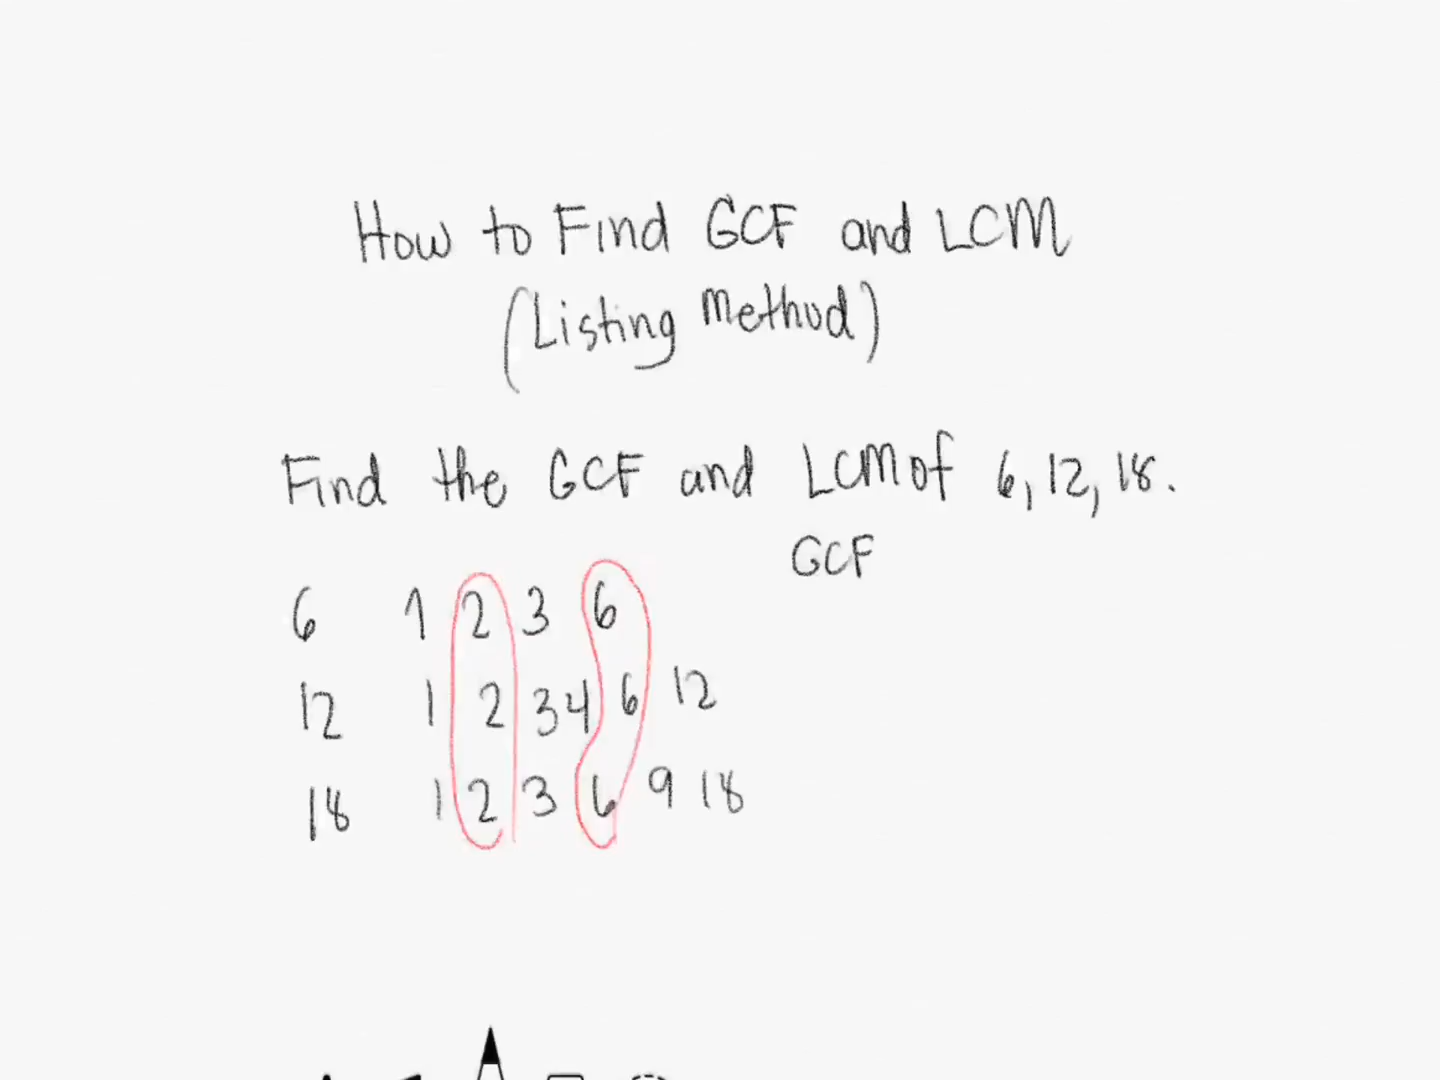 How to Find GCF and LCM
(Listing Method)
Find the GCF and LCM of 6, 12, 18.
GCF
6 1 2 3 6
12 1 2 3 4 6 12
18 1 2 3 6 9 18